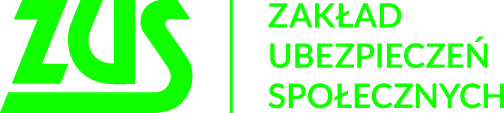 ZUS
ZAKŁAD
UBEZPIECZEŃ
SPOŁECZNYCH